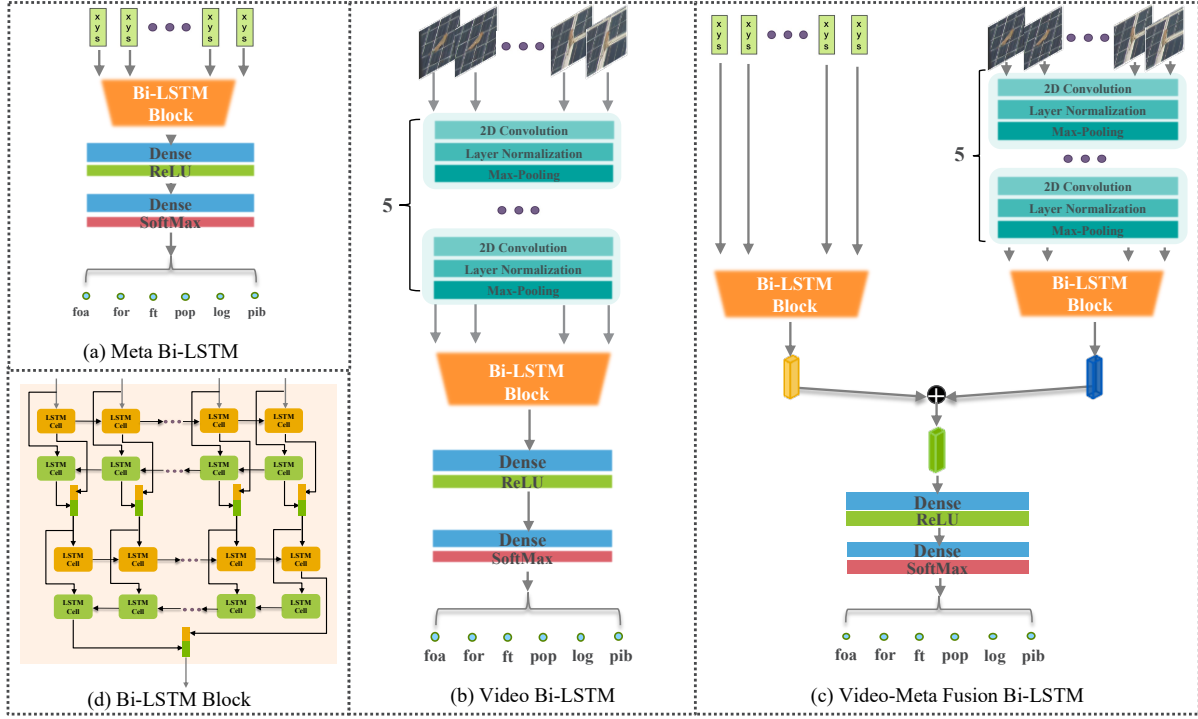 x
y
s
x
y
s
x
y
s
x
y
s
Bi-LSTM
Block
Dense
ReLU
Dense
SoftMax
foa for ft pop log pib
(a) Meta Bi-LSTM
LSTM
Cell
LSTM
Cell
LSTM
Cell
LSTM
Cell
LSTM
Cell
LSTM
Cell
LSTM
Cell
LSTM
Cell
LSTM
Cell
LSTM
Cell
LSTM
Cell
LSTM
Cell
LSTM
Cell
LSTM
Cell
LSTM
Cell
LSTM
Cell
(d) Bi-LSTM Block
2D Convolution
Layer Normalization
Max-Pooling
5
2D Convolution
Layer Normalization
Max-Pooling
Bi-LSTM
Block
Dense
ReLU
Dense
SoftMax
foa for ft pop log pib
(b) Video Bi-LSTM
x
y
s
x
y
s
x
y
s
x
y
s
2D Convolution
Layer Normalization
Max-Pooling
5
2D Convolution
Layer Normalization
Max-Pooling
Bi-LSTM
Block
Bi-LSTM
Block
Dense
ReLU
Dense
SoftMax
foa for ft pop log pib
(c) Video-Meta Fusion Bi-LSTM